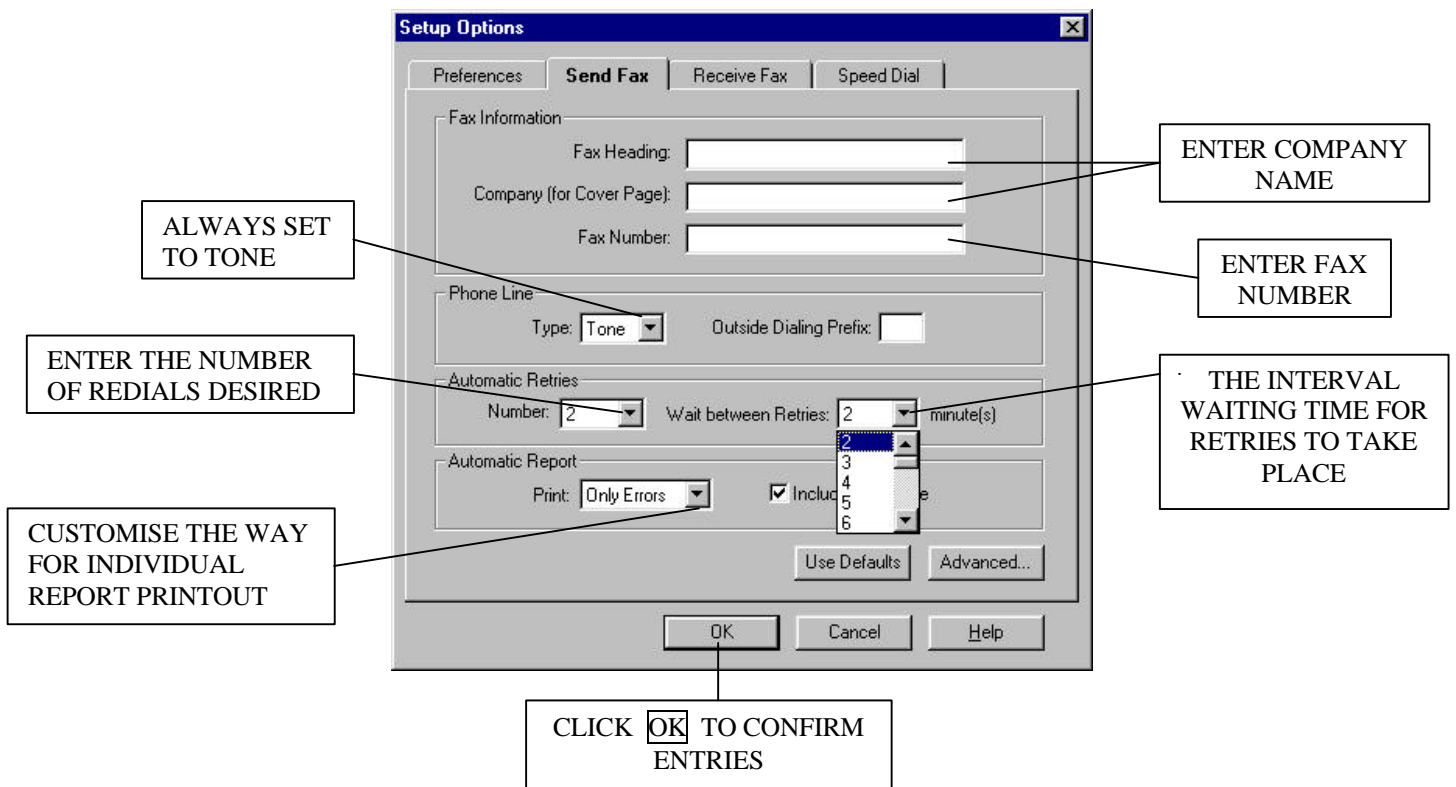 Setup Options
Preferences
Send Fax
Receive Fax
Speed Dial
Fax Information
Fax Heading:
ENTER COMPANY
NAME
Company (for Cover Page):
ALWAYS SET
TO TONE
Fax Number:
ENTER FAX
NUMBER
Phone Line
Type: Tone
Outside Dialing Prefix:
ENTER THE NUMBER
OF REDIALS DESIRED
Automatic Retries
Number: 2
Wait between Retries: 2 minute(s)
2
3
4
5
6
THE INTERVAL
WAITING TIME FOR
RETRIES TO TAKE
PLACE
Automatic Report
Print: Only Errors
CUSTOMISE THE WAY
FOR INDIVIDUAL
REPORT PRINTOUT
Use Defaults
Advanced...
OK
Cancel
Help
CLICK OK TO CONFIRM
ENTRIES